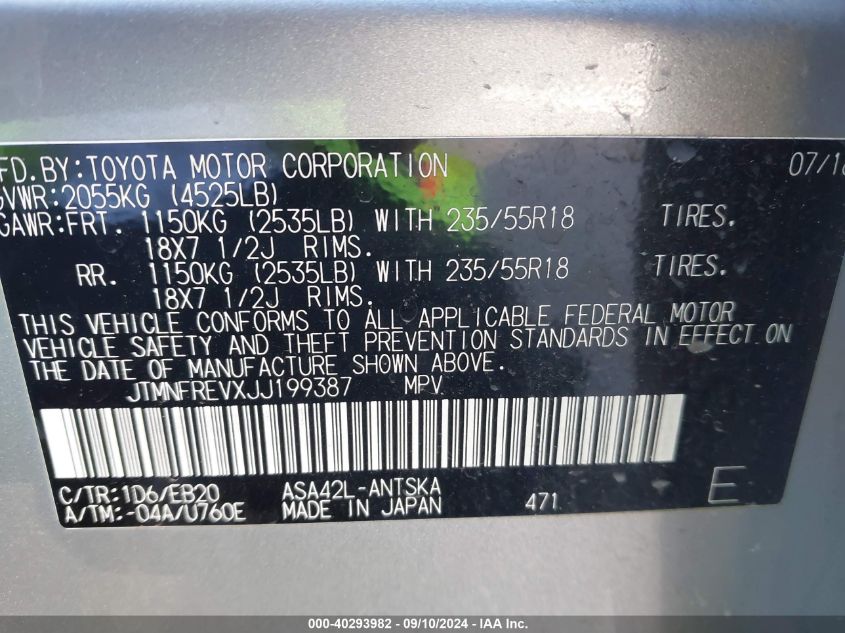 FD.BY:TOYOTA MOTOR CORPORATION 07/18
GVWR:2055KG (4525LB)
GAWR:FRT. 1150KG (2535LB) WITH 235/55R18 TIRES.
18X7 1/2J RIMS.
RR. 1150KG (2535LB) WITH 235/55R18 TIRES.
18X7 1/2J RIMS.
THIS VEHICLE CONFORMS TO ALL APPLICABLE FEDERAL MOTOR
VEHICLE SAFETY AND THEFT PREVENTION STANDARDS IN EFFECT ON
THE DATE OF MANUFACTURE SHOWN ABOVE.
JTMNFREVXJJ199387 MPV
C/TR:1D6/EB20 ASA42L-ANTSKA
A/TM:-04A/U760E MADE IN JAPAN 471 E
000-40293982 - 09/10/2024 - IAA Inc.